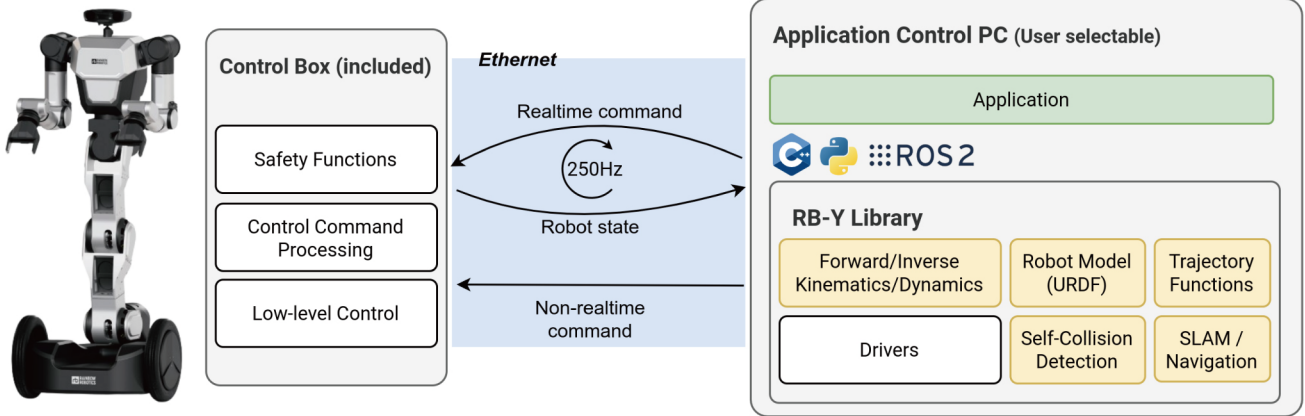 Control Box (included)
Safety Functions
Control Command
Processing
Low-level Control
Ethernet
Realtime command
250Hz
Robot state
Non-realtime
command
Application Control PC (User selectable)
Application
C++
ROS 2
RB-Y Library
Forward/Inverse
Kinematics/Dynamics
Robot Model
(URDF)
Trajectory
Functions
Drivers
Self-Collision
Detection
SLAM /
Navigation
RAINBOW
ROBOTICS